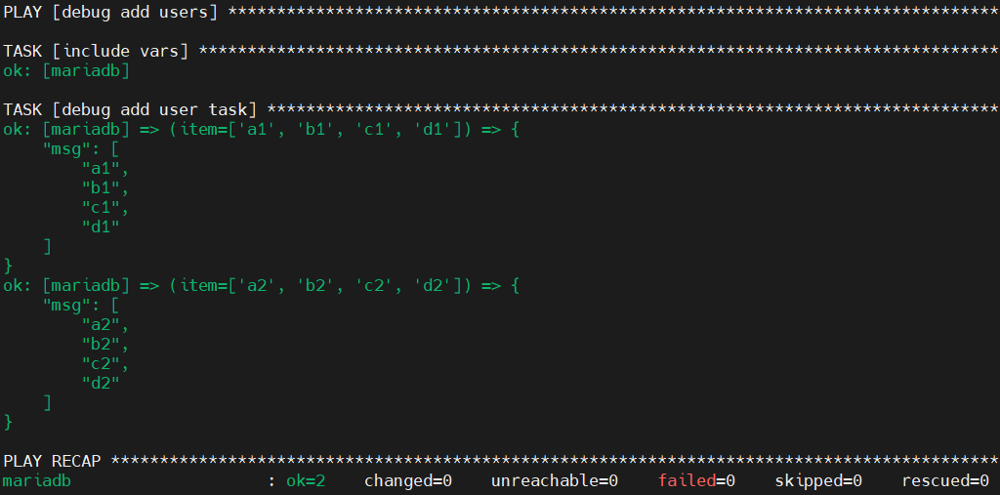 PLAY [debug add users] *******************************************************************************
TASK [include vars] **********************************************************************************
ok: [mariadb]
TASK [debug add user task] ***************************************************************************
ok: [mariadb] => (item=['a1', 'b1', 'c1', 'd1']) => {
    "msg": [
        "a1",
        "b1",
        "c1",
        "d1"
    ]
}
ok: [mariadb] => (item=['a2', 'b2', 'c2', 'd2']) => {
    "msg": [
        "a2",
        "b2",
        "c2",
        "d2"
    ]
}
PLAY RECAP *******************************************************************************************
mariadb                    : ok=2    changed=0    unreachable=0    failed=0    skipped=0    rescued=0